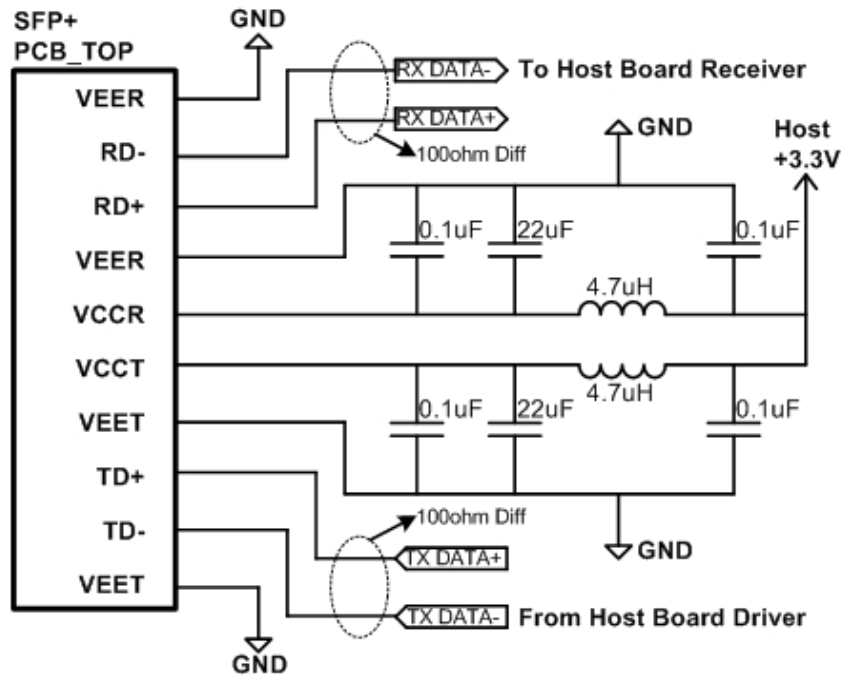 SFP+
PCB_TOP
GND
VEER
RD-
RD+
VEER
VCCR
VCCT
VEET
TD+
TD-
VEET
RX DATA-
To Host Board Receiver
RX DATA+
100ohm Diff
GND
Host
+3.3V
0.1uF
22uF
0.1uF
4.7uH
4.7uH
0.1uF
22uF
0.1uF
100ohm Diff
GND
TX DATA+
TX DATA-
From Host Board Driver
GND